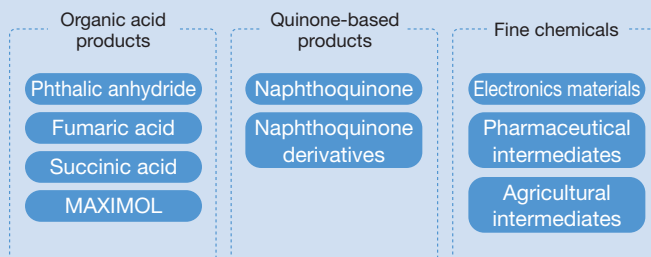 Organic acid
products
Phthalic anhydride
Fumaric acid
Succinic acid
MAXIMOL
Quinone-based
products
Naphthoquinone
Naphthoquinone
derivatives
Fine chemicals
Electronics materials
Pharmaceutical
intermediates
Agricultural
intermediates